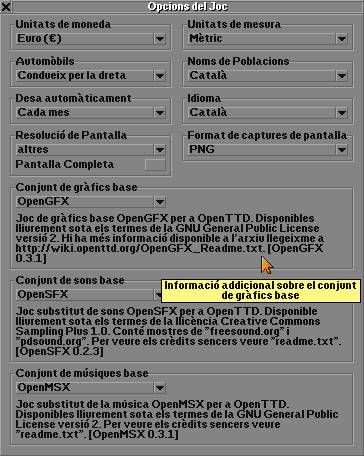 Opcions del Joc
Unitats de moneda
Unitats de mesura
Euro (€)
Mètric
Automòbils
Noms de Poblacions
Condueix per la dreta
Català
Desa automàticament
Idioma
Cada mes
Català
Resolució de Pantalla
Format de captures de pantalla
altres
PNG
Pantalla Completa
Conjunt de gràfics base
OpenGFX
Joc de gràfics base OpenGFX per a OpenTTD. Disponibles
lliurement sota els termes de la GNU General Public License
versió 2. Hi ha més informació disponible a l'arxiu llegeixme a
http://wiki.openttd.org/OpenGFX_Readme.txt. [OpenGFX
0.3.1]
Informació addicional sobre el conjunt
de gràfics base
Conjunt de sons base
OpenSFX
Joc substitut de sons OpenSFX per a OpenTTD. Disponible
lliurement sota els termes de la llicència Creative Commons
Sampling Plus 1.0. Conté mostres de "freesound.org" i
"pdsound.org". Per veure els crèdits sencers veure "readme.txt".
[OpenSFX 0.2.3]
Conjunt de músiques base
OpenMSX
Joc substitut de la música OpenMSX per a OpenTTD.
Disponibles lliurement sota els termes de la GNU General Public
License versió 2. Per veure els crèdits sencers veure
"readme.txt". [OpenMSX 0.3.1]